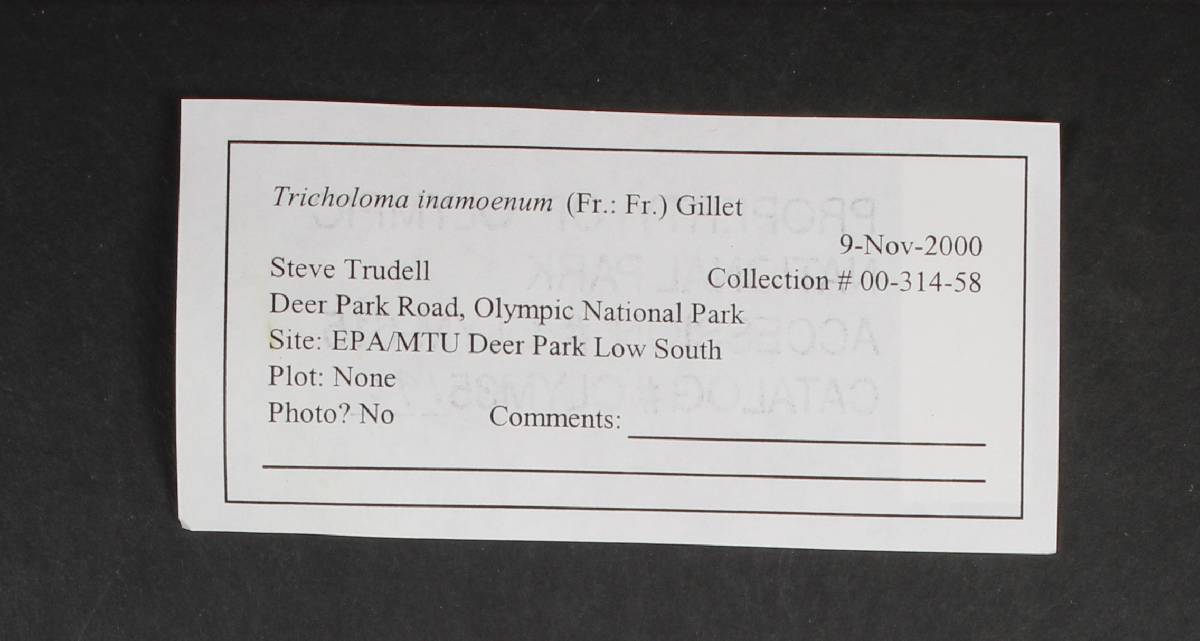 Tricholoma inamoenum (Fr.: Fr.) Gillet
9-Nov-2000
Steve Trudell
Collection # 00-314-58
Deer Park Road, Olympic National Park
Site: EPA/MTU Deer Park Low South
Plot: None
Photo? No Comments: